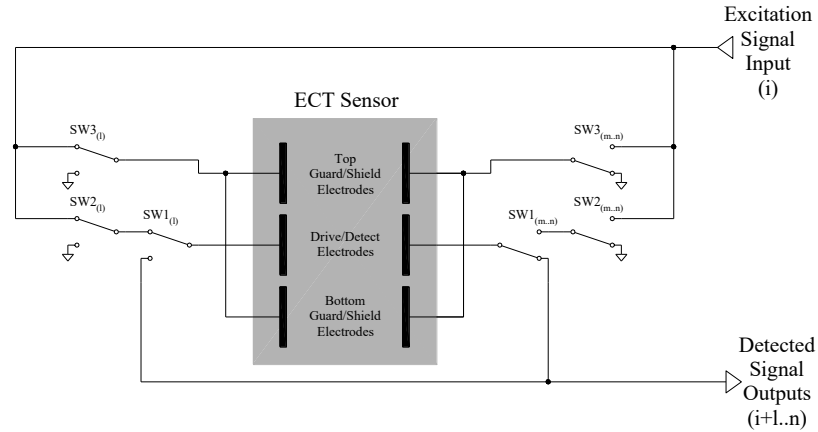 Excitation
Signal
Input
(i)
ECT Sensor
SW3(l)
SW3(m..n)
Top
Guard/Shield
Electrodes
SW2(l)
SW1(l)
SW1(m..n)
SW2(m..n)
Drive/Detect
Electrodes
Bottom
Guard/Shield
Electrodes
Detected
Signal
Outputs
(i+l..n)